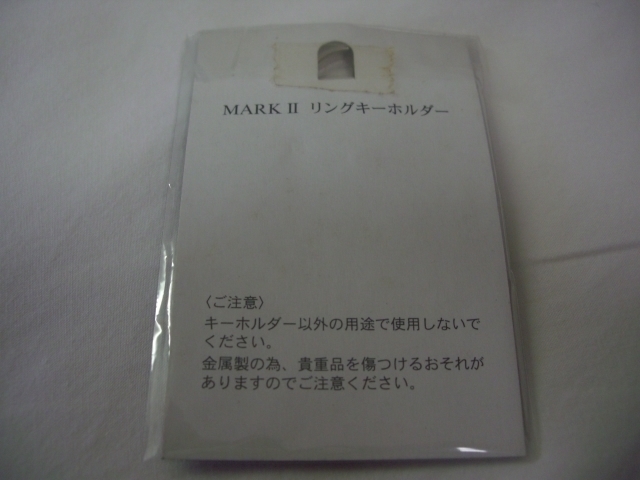 MARK II リングキーホルダー
〈ご注意〉
キーホルダー以外の用途で使用しないで
ください。
金属製の為、貴重品を傷つけるおそれが
ありますのでご注意ください。